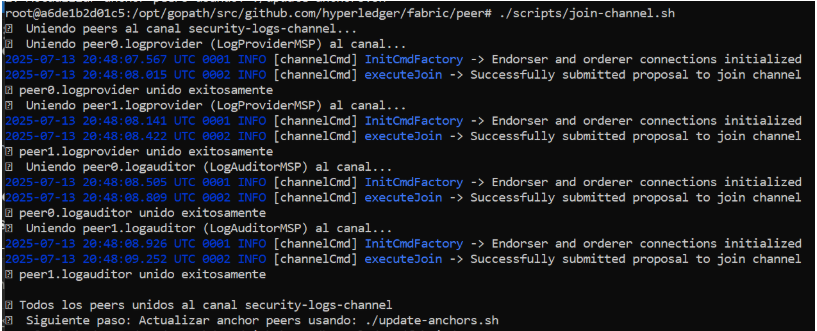 root@a6de1b2d01c5:/opt/gopath/src/github.com/hyperledger/fabric/peer# ./scripts/join-channel.sh
Uniendo peers al canal security-logs-channel...
Uniendo peer0.logprovider (LogProviderMSP) al canal...
2025-07-13 20:48:07.567 UTC 0001 INFO [channelCmd] InitCmdFactory -> Endorser and orderer connections initialized
2025-07-13 20:48:08.015 UTC 0002 INFO [channelCmd] executeJoin -> Successfully submitted proposal to join channel
peer0.logprovider unido exitosamente
Uniendo peer1.logprovider (LogProviderMSP) al canal...
2025-07-13 20:48:08.141 UTC 0001 INFO [channelCmd] InitCmdFactory -> Endorser and orderer connections initialized
2025-07-13 20:48:08.422 UTC 0002 INFO [channelCmd] executeJoin -> Successfully submitted proposal to join channel
peer1.logprovider unido exitosamente
Uniendo peer0.logauditor (LogAuditorMSP) al canal...
2025-07-13 20:48:08.505 UTC 0001 INFO [channelCmd] InitCmdFactory -> Endorser and orderer connections initialized
2025-07-13 20:48:08.809 UTC 0002 INFO [channelCmd] executeJoin -> Successfully submitted proposal to join channel
peer0.logauditor unido exitosamente
Uniendo peer1.logauditor (LogAuditorMSP) al canal...
2025-07-13 20:48:08.926 UTC 0001 INFO [channelCmd] InitCmdFactory -> Endorser and orderer connections initialized
2025-07-13 20:48:09.252 UTC 0002 INFO [channelCmd] executeJoin -> Successfully submitted proposal to join channel
peer1.logauditor unido exitosamente
Todos los peers unidos al canal security-logs-channel
Siguiente paso: Actualizar anchor peers usando: ./update-anchors.sh